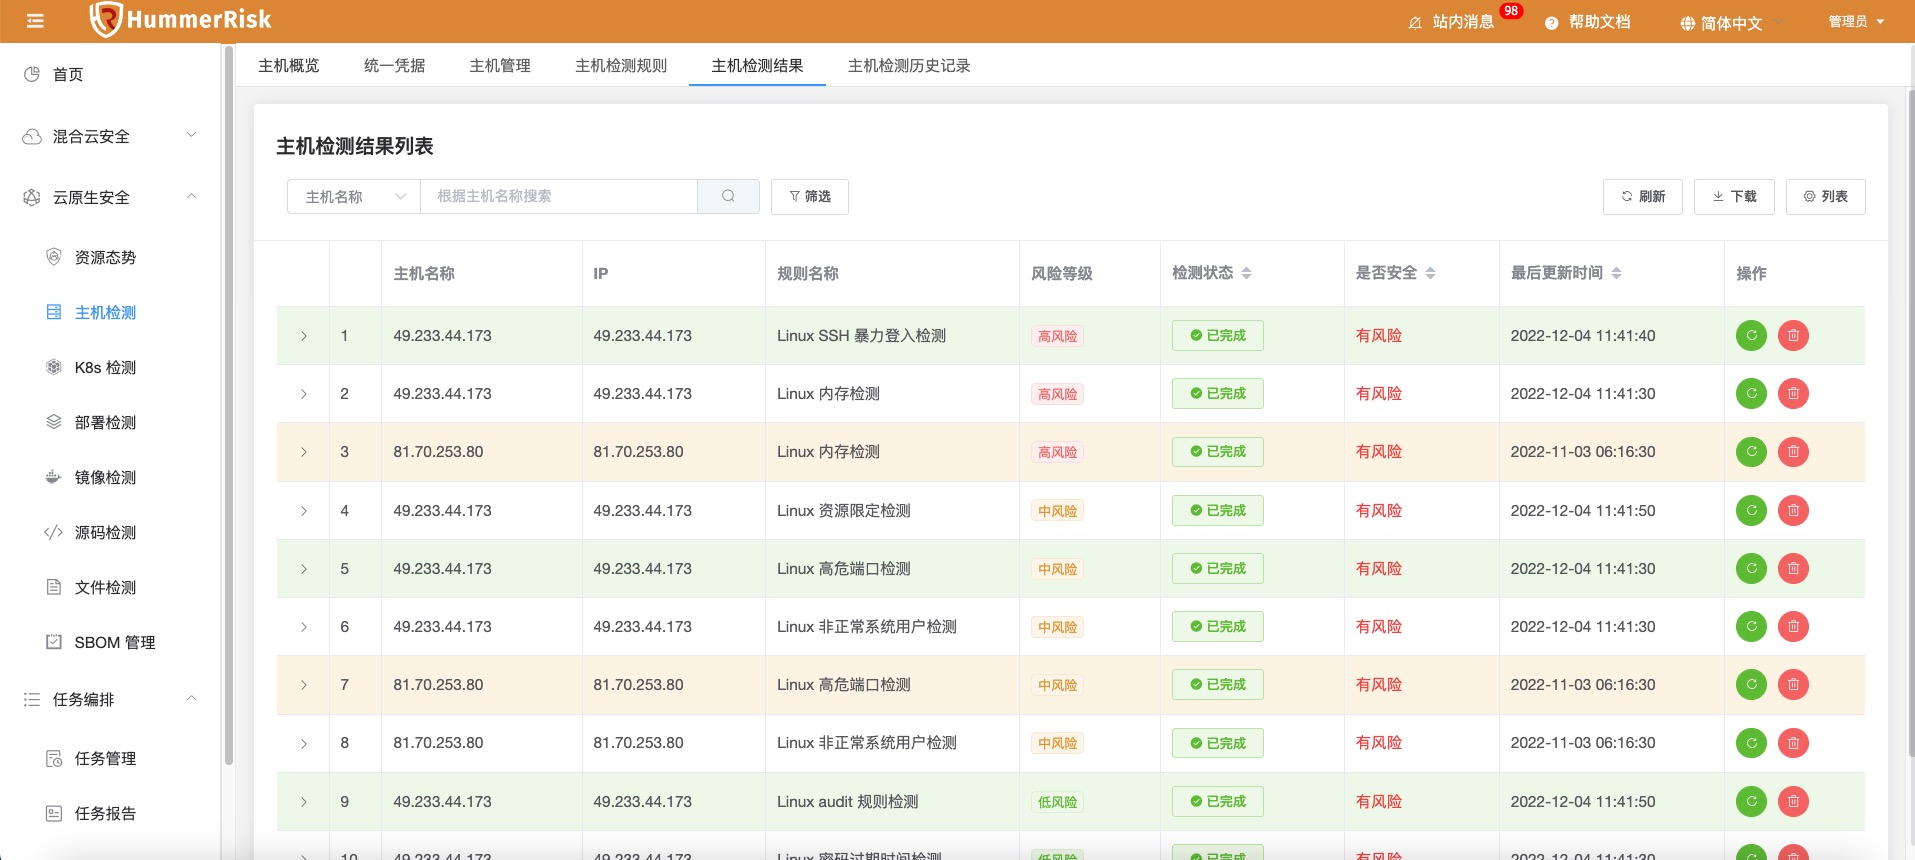 HummerRisk
站内消息 98
帮助文档
简体中文
管理员
首页
混合云安全
云原生安全
资源态势
主机检测
K8s 检测
部署检测
镜像检测
源码检测
文件检测
SBOM 管理
任务编排
任务管理
任务报告
主机概览 统一凭据 主机管理 主机检测规则 主机检测结果 主机检测历史记录
主机检测结果列表
主机名称 根据主机名称搜索 筛选 刷新 下载 列表
主机名称 IP 规则名称 风险等级 检测状态 是否安全 最后更新时间 操作
1 49.233.44.173 49.233.44.173 Linux SSH 暴力登入检测 高风险 已完成 有风险 2022-12-04 11:41:40
2 49.233.44.173 49.233.44.173 Linux 内存检测 高风险 已完成 有风险 2022-12-04 11:41:30
3 81.70.253.80 81.70.253.80 Linux 内存检测 高风险 已完成 有风险 2022-11-03 06:16:30
4 49.233.44.173 49.233.44.173 Linux 资源限定检测 中风险 已完成 有风险 2022-12-04 11:41:50
5 49.233.44.173 49.233.44.173 Linux 高危端口检测 中风险 已完成 有风险 2022-12-04 11:41:30
6 49.233.44.173 49.233.44.173 Linux 非正常系统用户检测 中风险 已完成 有风险 2022-12-04 11:41:30
7 81.70.253.80 81.70.253.80 Linux 高危端口检测 中风险 已完成 有风险 2022-11-03 06:16:30
8 81.70.253.80 81.70.253.80 Linux 非正常系统用户检测 中风险 已完成 有风险 2022-11-03 06:16:30
9 49.233.44.173 49.233.44.173 Linux audit 规则检测 低风险 已完成 有风险 2022-12-04 11:41:50
10 49.233.44.173 49.233.44.173 Linux 密码过期时间检测 低风险 已完成 有风险